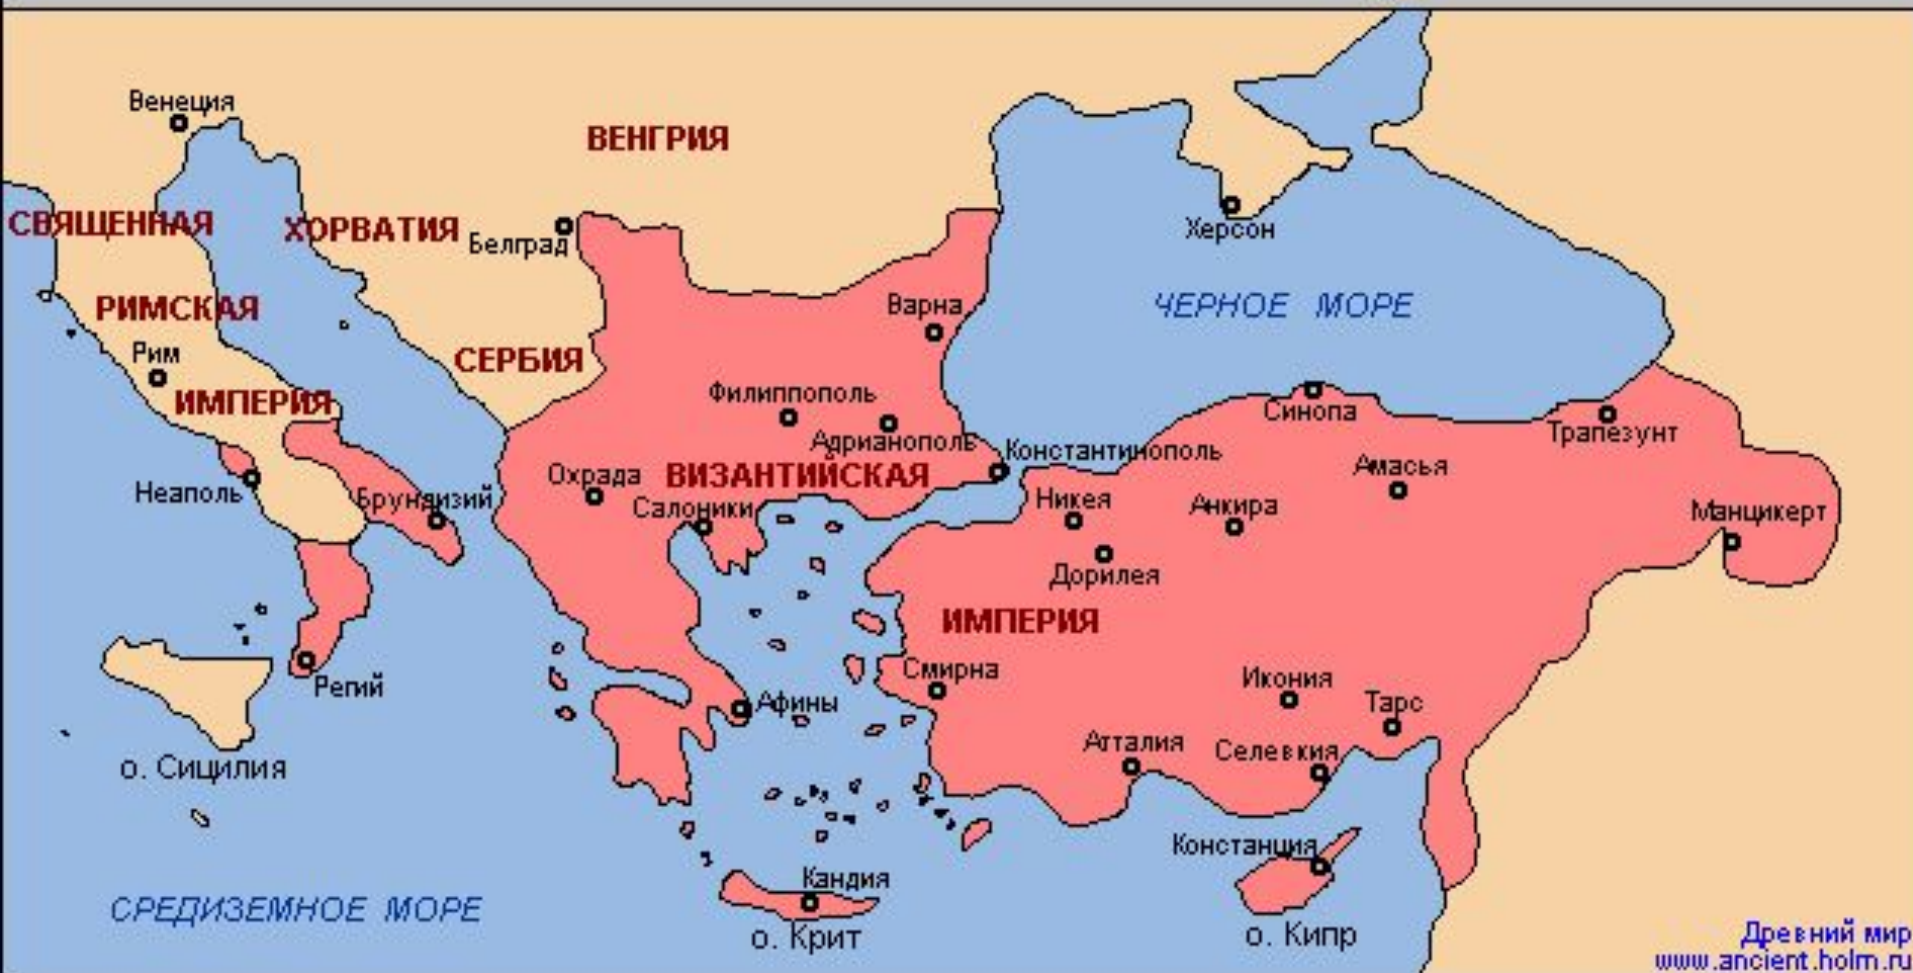 Венеция
ВЕНГРИЯ
СВЯЩЕННАЯ
ХОРВАТИЯ
Белград
Херсон
РИМСКАЯ
Варна
ЧЕРНОЕ МОРЕ
Рим
СЕРБИЯ
ИМПЕРИЯ
Филиппополь
Адрианополь
Синопа
Трапезунт
Константинополь
Охрада
ВИЗАНТИЙСКАЯ
Амасья
Неаполь
Брундизий
Салоники
Никея
Анкира
Манцикерт
Дорилея
ИМПЕРИЯ
Регий
Смирна
Икония
Тарс
Афины
Атталия
Селевкия
о. Сицилия
Констанция
Кандия
СРЕДИЗЕМНОЕ МОРЕ
о. Крит
о. Кипр
Древний мир
www.ancient.holm.ru